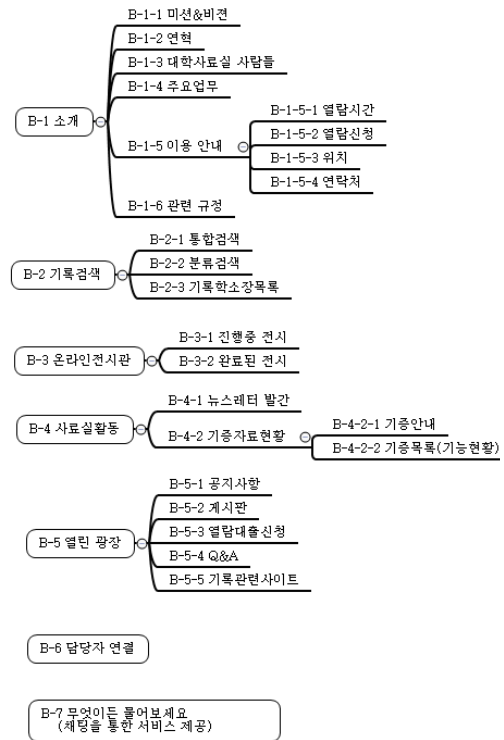 B-1 소개
B-1-1 미션&비젼
B-1-2 연혁
B-1-3 대학사료실 사람들
B-1-4 주요업무
B-1-5 이용 안내
B-1-5-1 열람시간
B-1-5-2 열람신청
B-1-5-3 위치
B-1-5-4 연락처
B-1-6 관련 규정
B-2 기록검색
B-2-1 통합검색
B-2-2 분류검색
B-2-3 기록학소장목록
B-3 온라인전시관
B-3-1 진행중 전시
B-3-2 완료된 전시
B-4 사료실활동
B-4-1 뉴스레터 발간
B-4-2 기증자료현황
B-4-2-1 기증안내
B-4-2-2 기증목록(기능현황)
B-5 열린 광장
B-5-1 공지사항
B-5-2 게시판
B-5-3 열람대출신청
B-5-4 Q&A
B-5-5 기록관련사이트
B-6 담당자 연결
B-7 무엇이든 물어보세요
(채팅을 통한 서비스 제공)